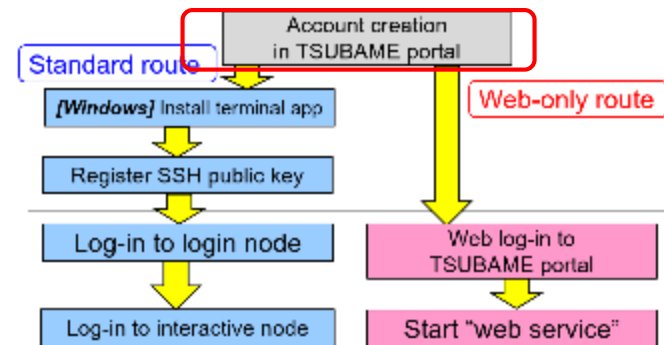 Account creation
in TSUBAME portal
Standard route
Web-only route
[Windows] Install terminal app
Register SSH public key
Log-in to login node
Web log-in to
TSUBAME portal
Log-in to interactive node
Start “web service”